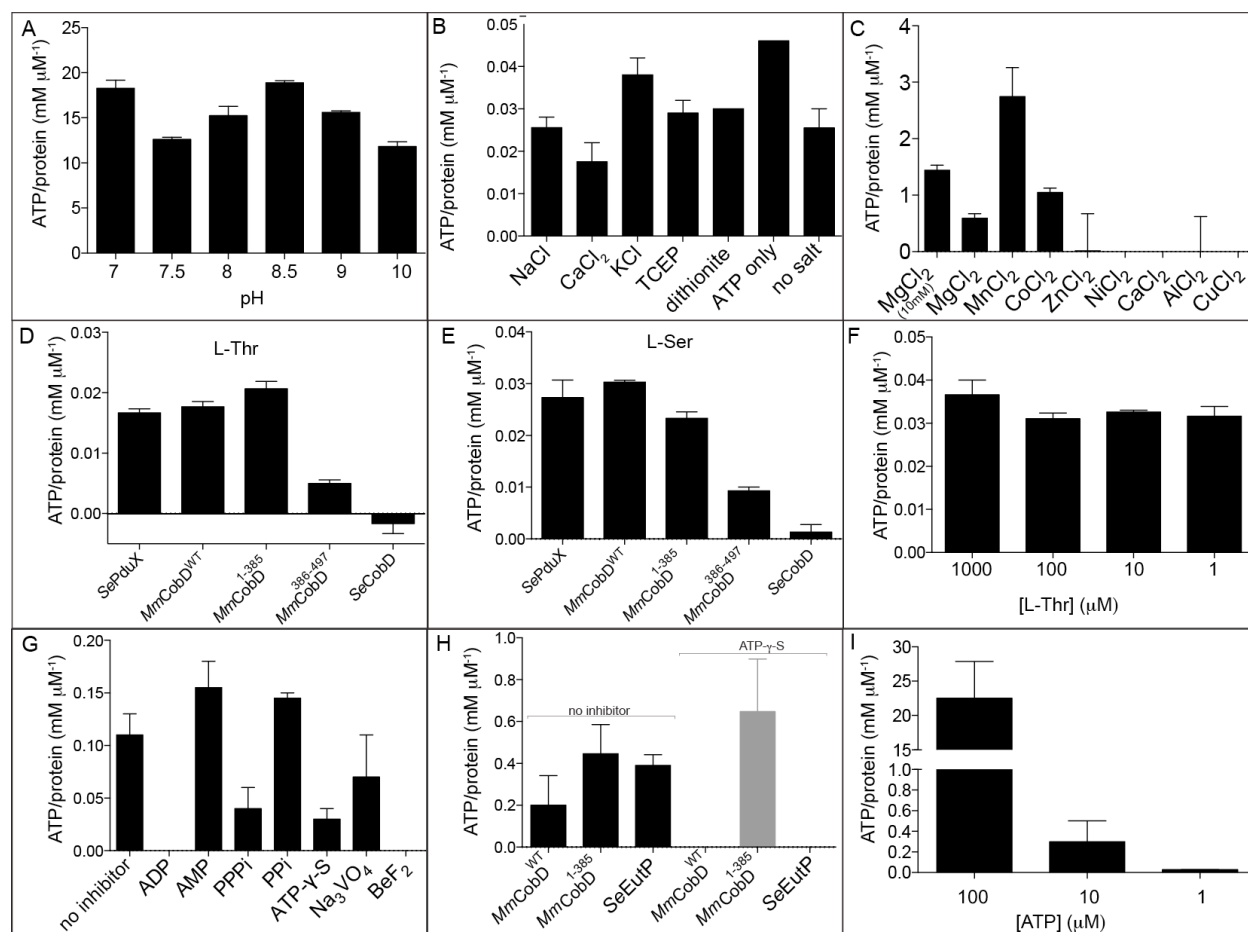 A
ATP/protein (mM µM⁻¹)
25
20
15
10
5
0
7
7.5
8
8.5
9
10
pH
B
ATP/protein (mM µM⁻¹)
0.05
0.04
0.03
0.02
0.01
0.00
NaCl
CaCl₂
KCl
TCEP
dithionite
ATP only
no salt
C
ATP/protein (mM µM⁻¹)
4
3
2
1
0
MgCl₂
(10mM)
MgCl₂
MnCl₂
CoCl₂
ZnCl₂
NiCl₂
CaCl₂
AlCl₂
CuCl₂
D
L-Thr
ATP/protein (mM µM⁻¹)
0.03
0.02
0.01
0.00
SePduX
MmCobDᵂᵀ
MmCobD¹⁻³⁸⁵
MmCobD³⁸⁶⁻⁴⁹⁷
SeCobD
E
L-Ser
ATP/protein (mM µM⁻¹)
0.04
0.03
0.02
0.01
0.00
SePduX
MmCobDᵂᵀ
MmCobD¹⁻³⁸⁵
MmCobD³⁸⁶⁻⁴⁹⁷
SeCobD
F
ATP/protein (mM µM⁻¹)
0.05
0.04
0.03
0.02
0.01
0.00
1000
100
10
1
[L-Thr] (µM)
G
ATP/protein (mM µM⁻¹)
0.20
0.15
0.10
0.05
0.00
no inhibitor
ADP
AMP
PPPi
PPi
ATP-γ-S
Na₃VO₄
BeF₂
H
ATP/protein (mM µM⁻¹)
1.0
0.8
0.6
0.4
0.2
0.0
ATP-γ-S
no inhibitor
MmCobDᵂᵀ
MmCobD¹⁻³⁸⁵
SeEutP
MmCobDᵂᵀ
MmCobD¹⁻³⁸⁵
SeEutP
I
ATP/protein (mM µM⁻¹)
30
25
20
15
1.0
0.8
0.6
0.4
0.2
0.0
100
10
1
[ATP] (µM)